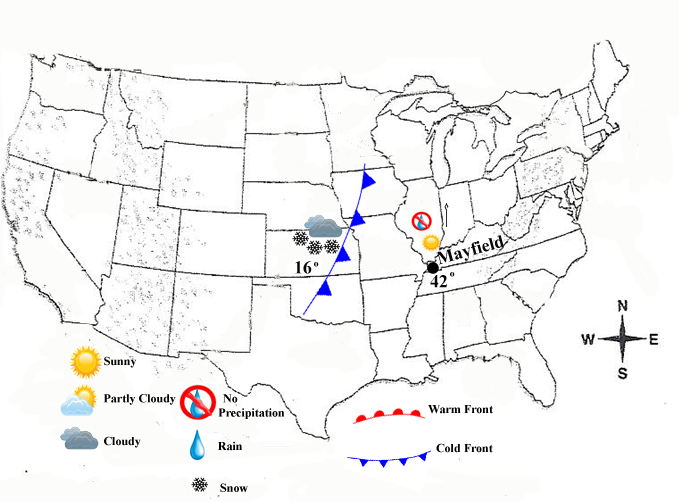 Mayfield
16°
42°
N
W E
S
Sunny
Partly Cloudy
No
Precipitation
Warm Front
Cloudy
Rain
Cold Front
Snow